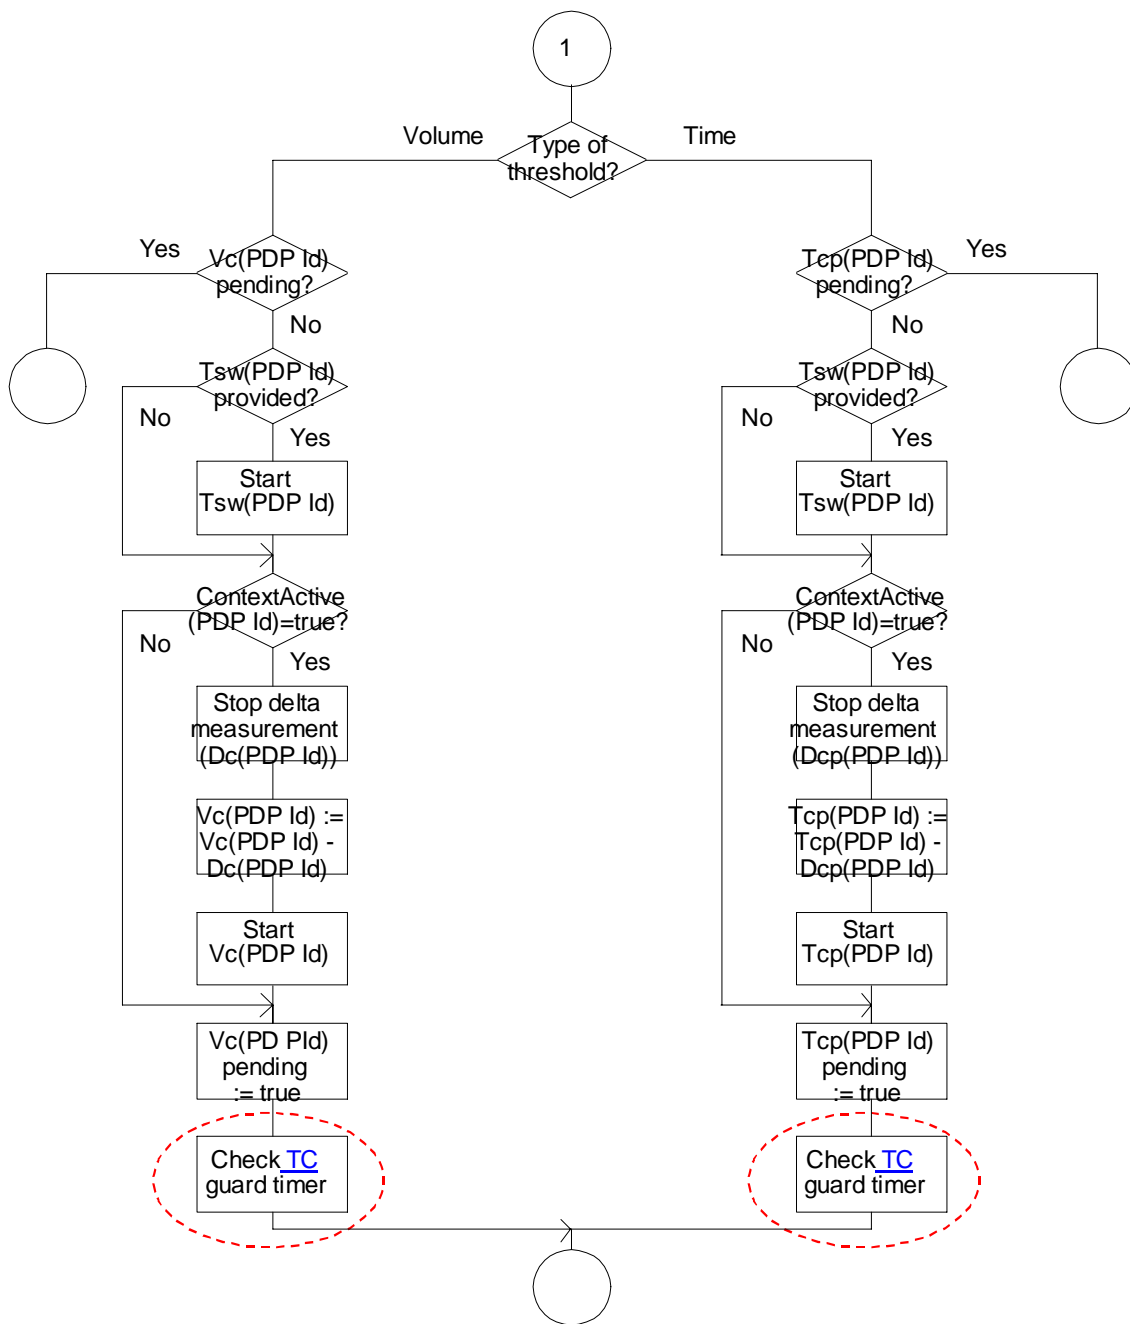 1
Volume
Type of
threshold?
Time
Yes
Vc(PDP Id)
pending?
No
Tsw(PDP Id)
provided?
No
Yes
Start
Tsw(PDP Id)
ContextActive
(PDP Id)=true?
No
Yes
Stop delta
measurement
(Dc(PDP Id))
Vc(PDP Id) :=
Vc(PDP Id) -
Dc(PDP Id)
Start
Vc(PDP Id)
Vc(PD PId)
pending
:= true
Check TC
guard timer
Tcp(PDP Id)
pending?
Yes
No
Tsw(PDP Id)
provided?
No
Yes
Start
Tsw(PDP Id)
ContextActive
(PDP Id)=true?
No
Yes
Stop delta
measurement
(Dcp(PDP Id))
Tcp(PDP Id) :=
Tcp(PDP Id) -
Dcp(PDP Id)
Start
Tcp(PDP Id)
Tcp(PDP Id)
pending
:= true
Check TC
guard timer